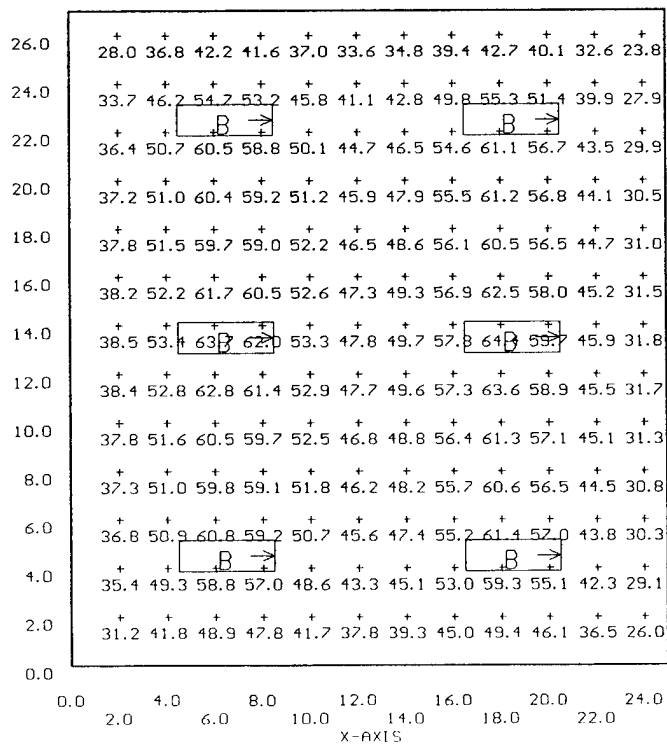 26.0 28.0 36.8 42.2 41.6 37.0 33.6 34.8 39.4 42.7 40.1 32.6 23.8
24.0 33.7 46.2 54.7 53.2 45.8 41.1 42.8 49.8 55.3 51.4 39.9 27.9
B B
22.0 36.4 50.7 60.5 58.8 50.1 44.7 46.5 54.6 61.1 56.7 43.5 29.9
20.0 37.2 51.0 60.4 59.2 51.2 45.9 47.9 55.5 61.2 56.8 44.1 30.5
18.0 37.8 51.5 59.7 59.0 52.2 46.5 48.6 56.1 60.5 56.5 44.7 31.0
16.0 38.2 52.2 61.7 60.5 52.6 47.3 49.3 56.9 62.5 58.0 45.2 31.5
14.0 38.5 53.4 53.3 47.8 49.7 57.8 59.7 45.9 31.8
B B
12.0 38.4 52.8 62.8 61.4 52.9 47.7 49.6 57.3 63.6 58.9 45.5 31.7
10.0 37.8 51.6 60.5 59.7 52.5 46.8 48.8 56.4 61.3 57.1 45.1 31.3
8.0 37.3 51.0 59.8 59.1 51.8 46.2 48.2 55.7 60.6 56.5 44.5 30.8
6.0 36.8 50.9 60.8 59.2 50.7 45.6 47.4 55.2 61.4 57.0 43.8 30.3
B B
4.0 35.4 49.3 58.8 57.0 48.6 43.3 45.1 53.0 59.3 55.1 42.3 29.1
2.0 31.2 41.8 48.9 47.8 41.7 37.8 39.3 45.0 49.4 46.1 36.5 26.0
0.0
0.0 4.0 8.0 12.0 16.0 20.0 24.0
2.0 6.0 10.0 14.0 18.0 22.0
X-AXIS